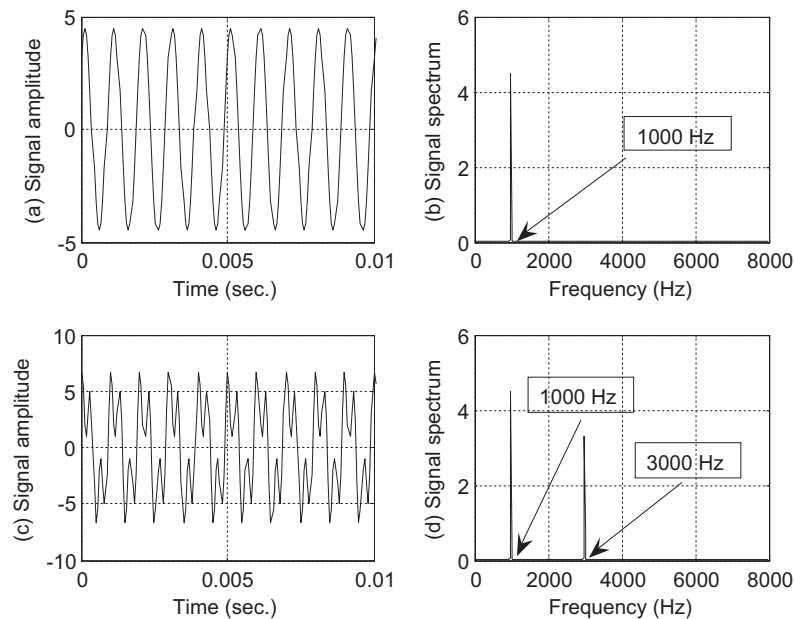 (a) Signal amplitude
5
0
-5
0
0.005
0.01
Time (sec.)
(b) Signal spectrum
6
4
2
0
1000 Hz
0
2000
4000
6000
8000
Frequency (Hz)
(c) Signal amplitude
10
5
0
-5
-10
0
0.005
0.01
Time (sec.)
(d) Signal spectrum
6
4
2
0
1000 Hz
3000 Hz
0
2000
4000
6000
8000
Frequency (Hz)